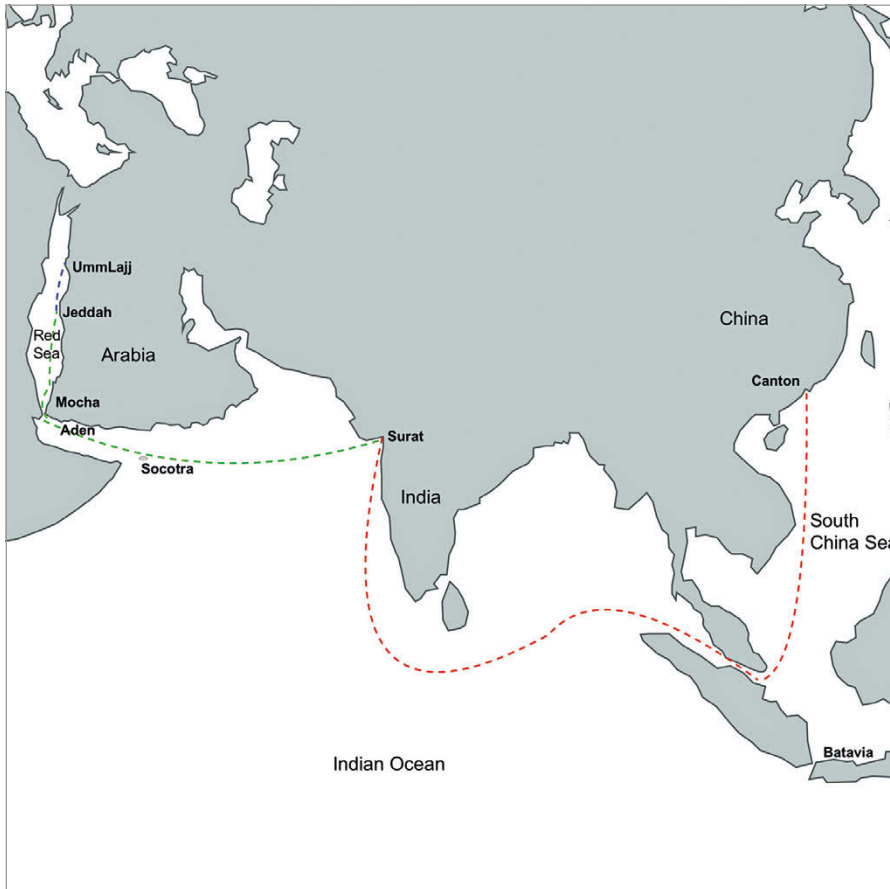 UmmLajj
Jeddah
Red
Sea
Arabia
Mocha
Aden
Socotra
Surat
India
China
Canton
South
China Sea
Indian Ocean
Batavia